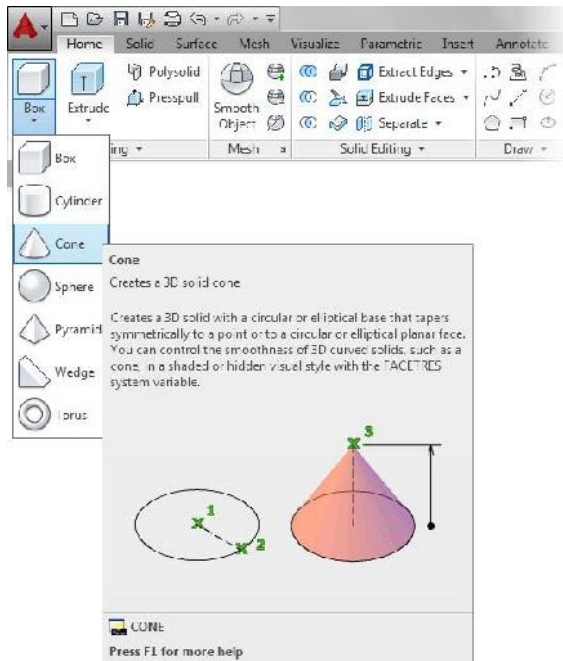 Home Solid Surface Mesh Visualize Parametric Insert Annotate
Box
Extrude
Polysolid
Presspull
Smooth
Object
Extract Edges
Extrude Faces
Separate
ing
Mesh
Solid Editing
Draw
Box
Cylinder
Cone
Sphere
Pyramid
Wedge
Torus
Cone
Creates a 3D solid cone
Creates a 3D solid with a circular or elliptical base that tapers
symmetrically to a point or to a circular or elliptical planar face.
You can control the smoothness of 3D curved solids, such as a
cone, in a shaded or hidden visual style with the FACETRES
system variable.
1
2
3
CONE
Press F1 for more help